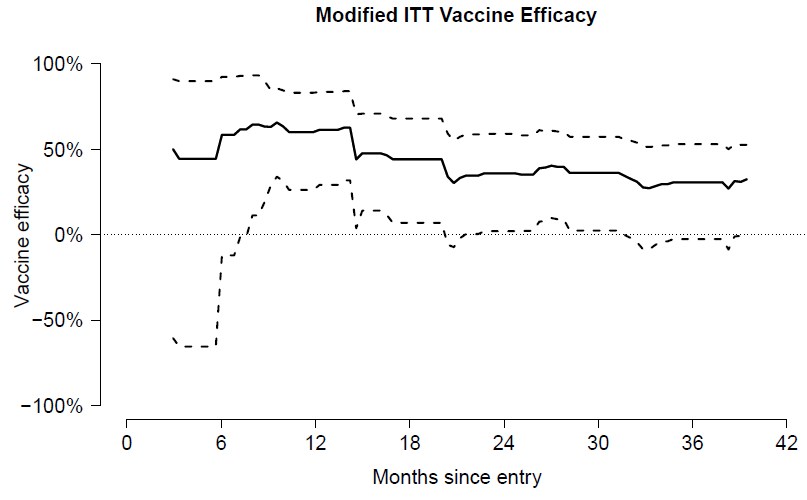 Modified ITT Vaccine Efficacy
100%
50%
0%
−50%
−100%
Vaccine efficacy
0 6 12 18 24 30 36 42
Months since entry